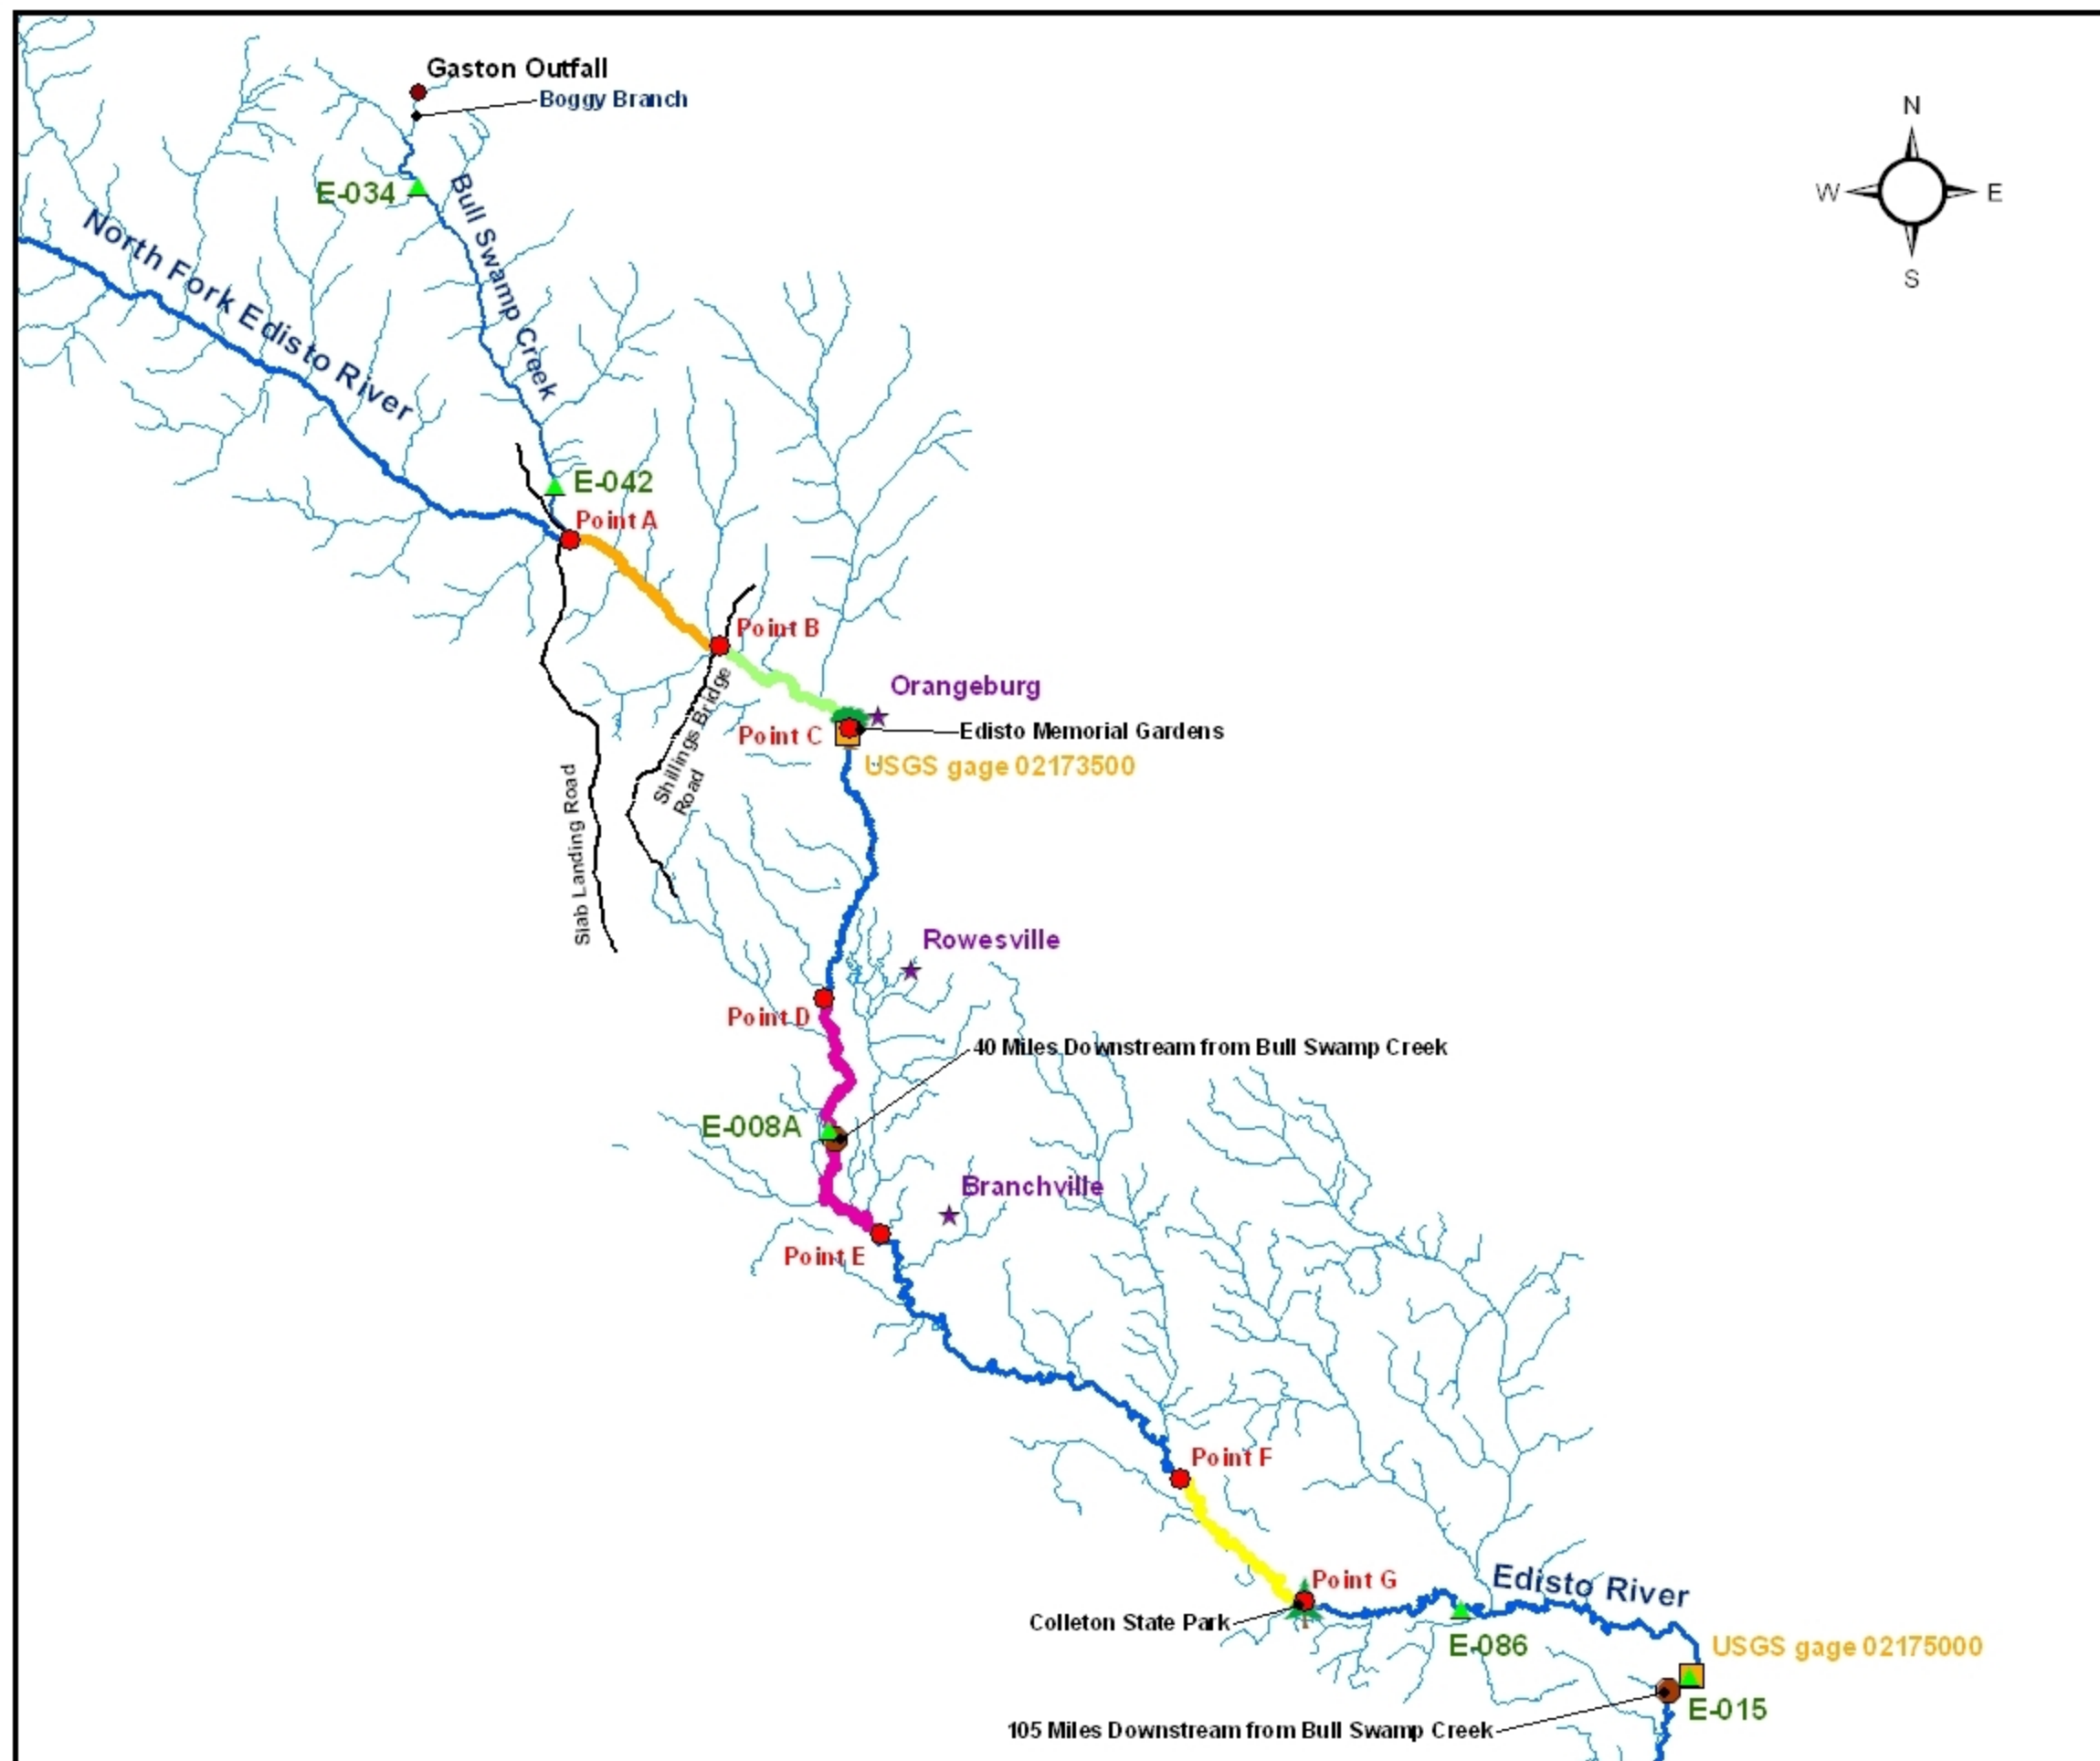 Gaston Outfall
Boggy Branch
N
W
E
S
E-034
Bull Swamp Creek
North Fork Edisto River
E-042
Point A
Point B
Orangeburg
Point C
Edisto Memorial Gardens
USGS gage 02173500
Shillings Bridge
Road
Slab Landing Road
Rowesville
Point D
40 Miles Downstream from Bull Swamp Creek
E-008A
Branchville
Point E
Point F
Point G
Edisto River
Colleton State Park
E-086
USGS gage 02175000
E-015
105 Miles Downstream from Bull Swamp Creek